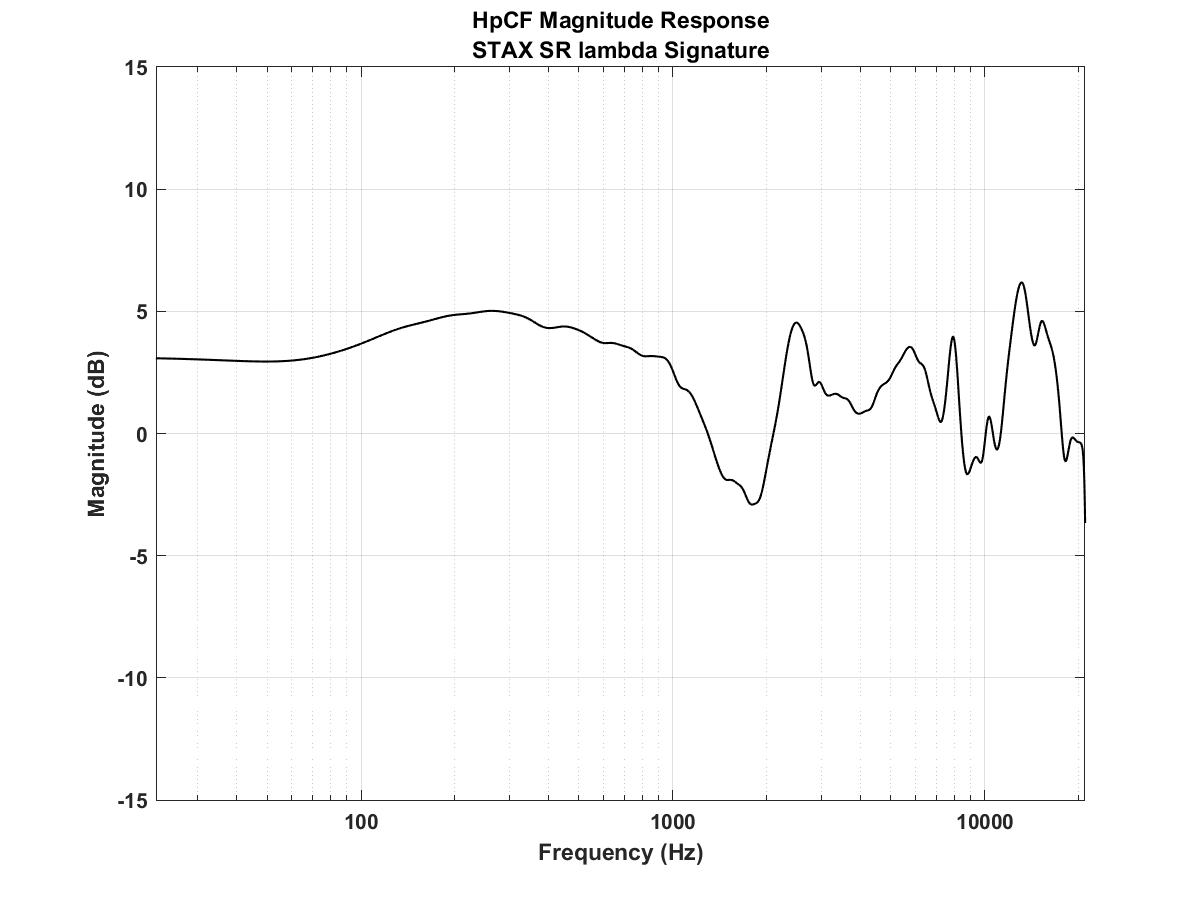 HpCF Magnitude Response
STAX SR lambda Signature
15
10
5
0
-5
-10
-15
Magnitude (dB)
100
1000
10000
Frequency (Hz)